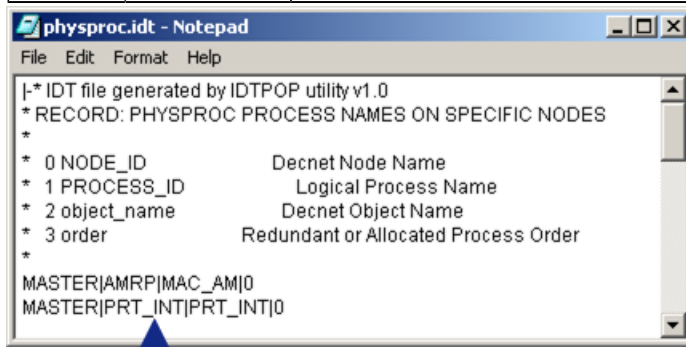 physproc.idt - Notepad
File Edit Format Help
|-* IDT file generated by IDTPOP utility v1.0
* RECORD: PHYSPROC PROCESS NAMES ON SPECIFIC NODES
*
* 0 NODE_ID Decnet Node Name
* 1 PROCESS_ID Logical Process Name
* 2 object_name Decnet Object Name
* 3 order Redundant or Allocated Process Order
*
MASTER|AMRP|MAC_AM|0
MASTER|PRT_INT|PRT_INT|0